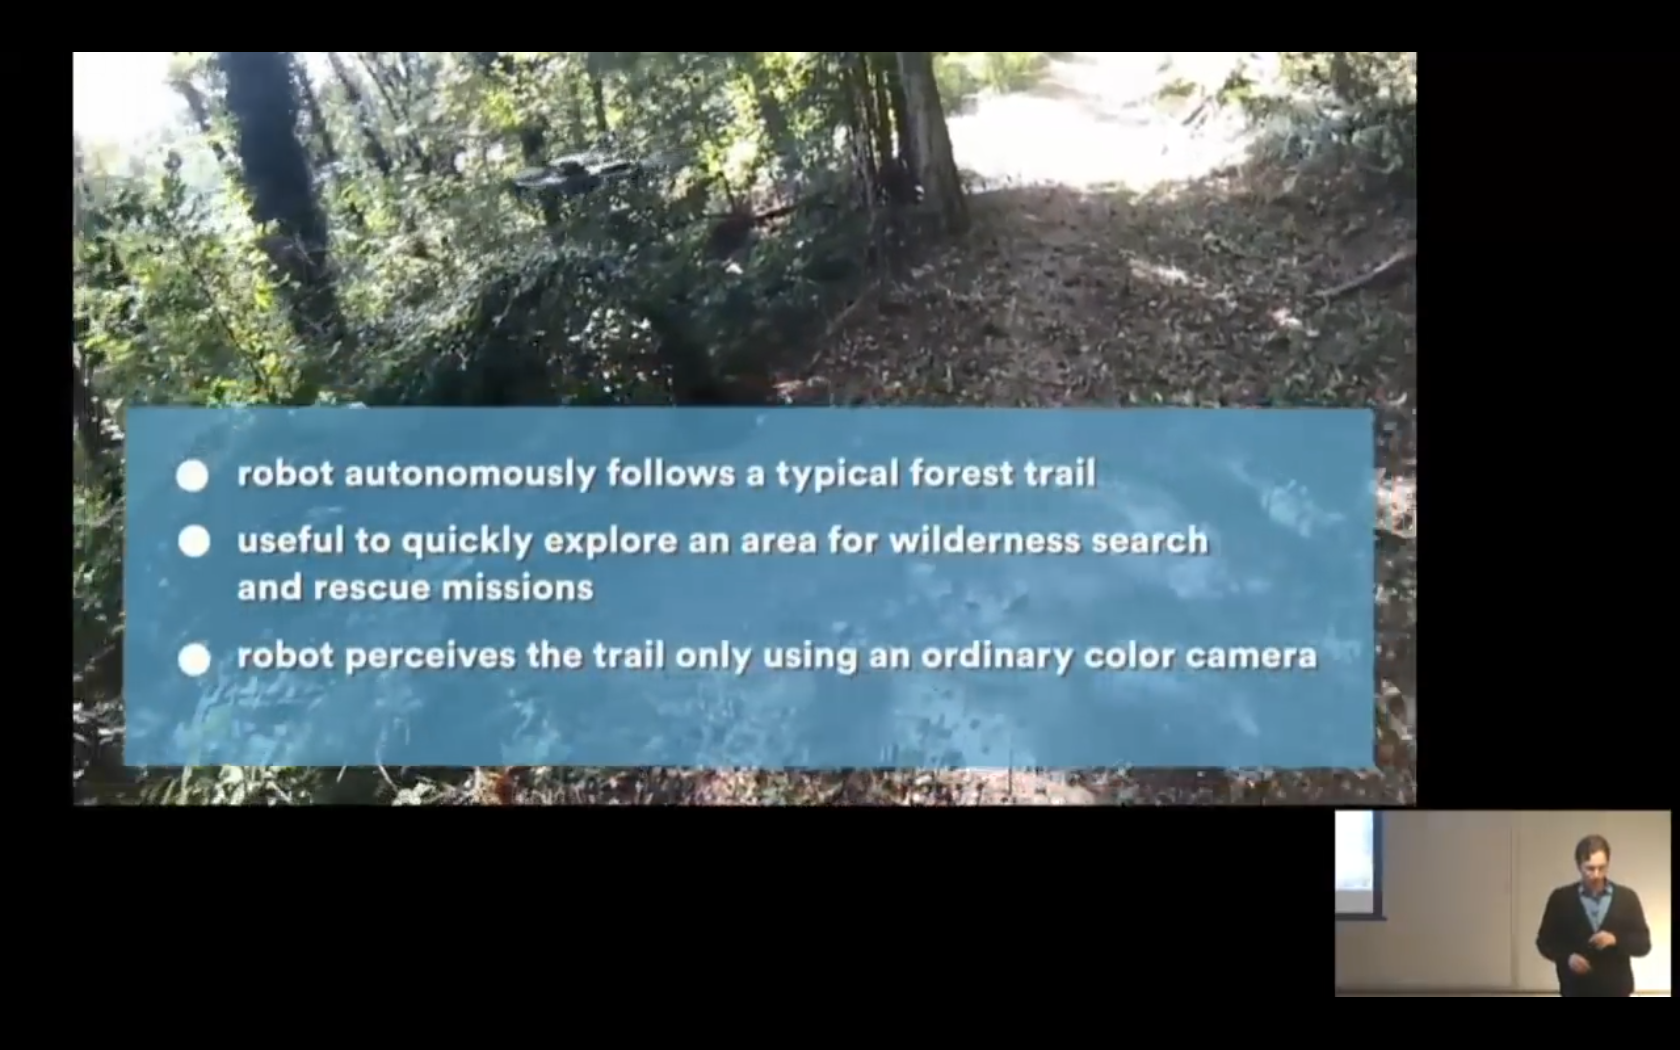 robot autonomously follows a typical forest trail
useful to quickly explore an area for wilderness search
and rescue missions
robot perceives the trail only using an ordinary color camera